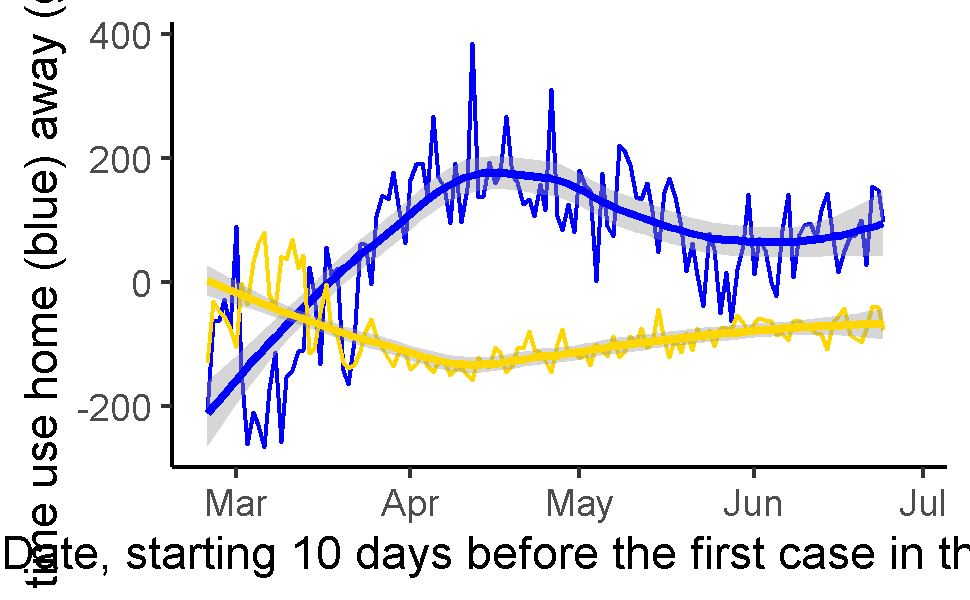 time use home (blue) away (
400
200
0
-200
Mar Apr May Jun Jul
Date, starting 10 days before the first case in th